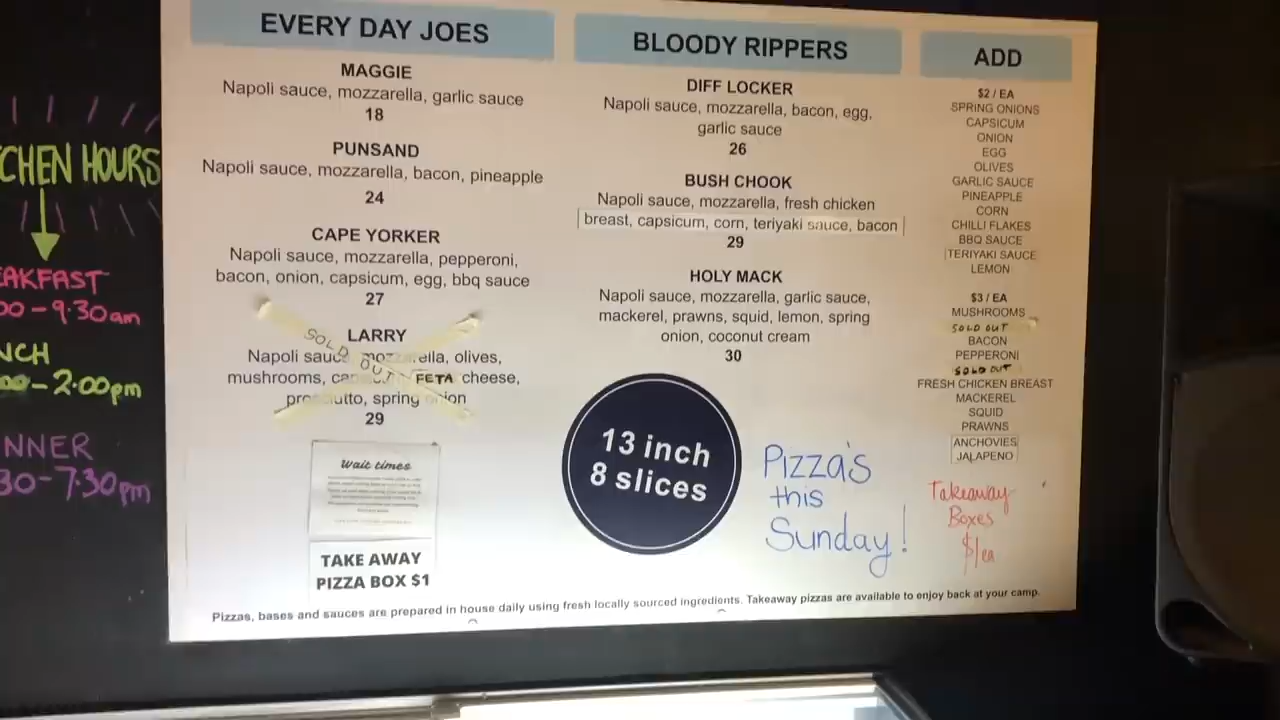 CHEN HOURS
AKFAST
00-9.30am
NCH
00-2.00pm
NNER
30-7.30pm
EVERY DAY JOES
MAGGIE
Napoli sauce, mozzarella, garlic sauce
18
PUNSAND
Napoli sauce, mozzarella, bacon, pineapple
24
CAPE YORKER
Napoli sauce, mozzarella, pepperoni,
bacon, onion, capsicum, egg, bbq sauce
27
LARRY
SOLD OUT
Napoli sauce, mozzarella, olives,
mushrooms, FETA cheese,
prosciutto, spring onion
29
Wait times
TAKE AWAY
PIZZA BOX $1
BLOODY RIPPERS
DIFF LOCKER
Napoli sauce, mozzarella, bacon, egg,
garlic sauce
26
BUSH CHOOK
Napoli sauce, mozzarella, fresh chicken
breast, capsicum, corn, teriyaki sauce, bacon
29
HOLY MACK
Napoli sauce, mozzarella, garlic sauce,
mackerel, prawns, squid, lemon, spring
onion, coconut cream
30
13 inch
8 slices
Pizza's
this
Sunday!
ADD
$2 / EA
SPRING ONIONS
CAPSICUM
ONION
EGG
OLIVES
GARLIC SAUCE
PINEAPPLE
CORN
CHILLI FLAKES
BBQ SAUCE
TERIYAKI SAUCE
LEMON
$3 / EA
MUSHROOMS
SOLD OUT
BACON
PEPPERONI
SOLD OUT
FRESH CHICKEN BREAST
MACKEREL
SQUID
PRAWNS
ANCHOVIES
JALAPENO
Takeaway
Boxes
$1ea
Pizzas, bases and sauces are prepared in house daily using fresh locally sourced ingredients. Takeaway pizzas are available to enjoy back at your camp.